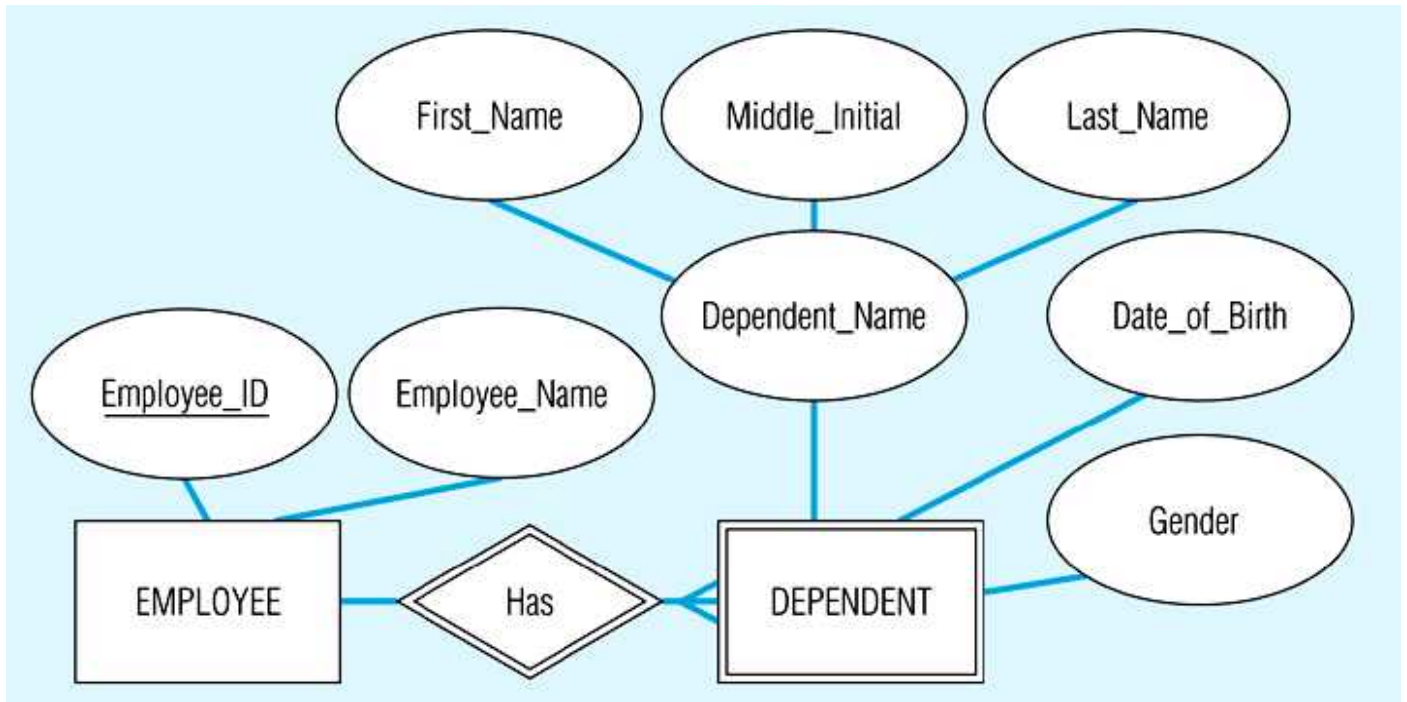 First_Name
Middle_Initial
Last_Name
Dependent_Name
Date_of_Birth
Employee_ID
Employee_Name
Gender
EMPLOYEE
Has
DEPENDENT